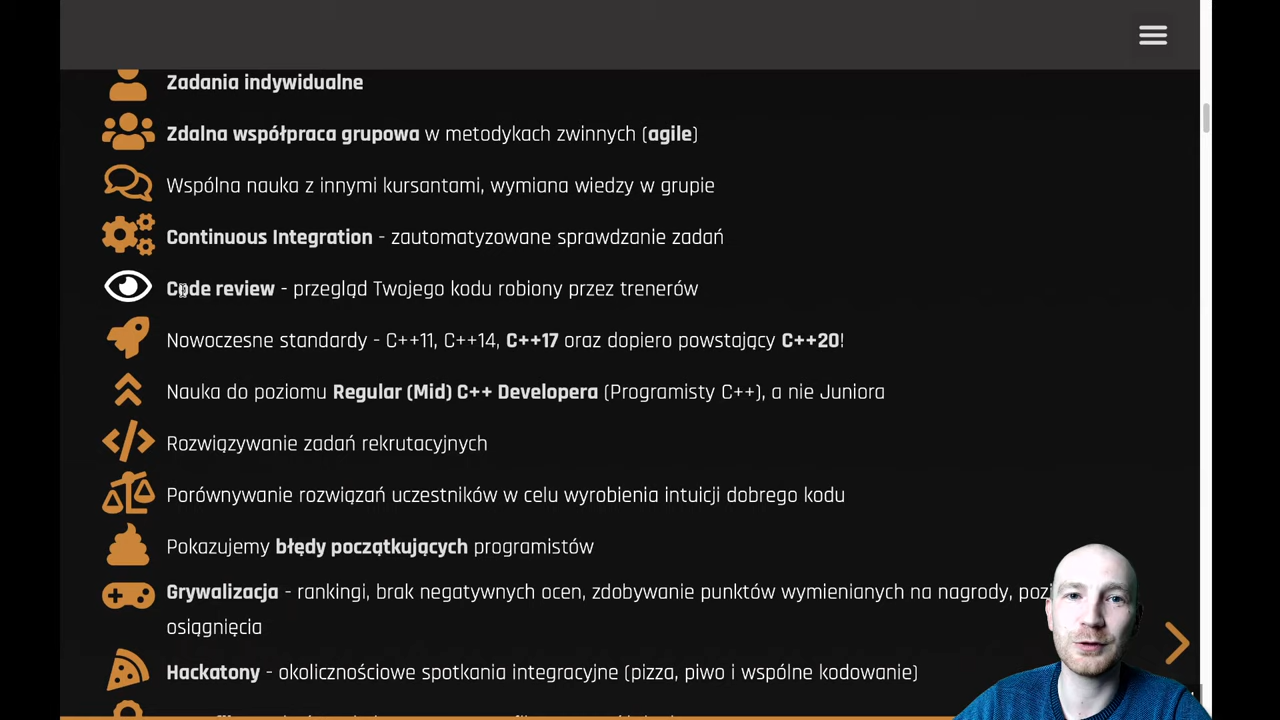 Zadania indywidualne
Zdalna współpraca grupowa w metodykach zwinnych (agile)
Wspólna nauka z innymi kursantami, wymiana wiedzy w grupie
Continuous Integration - zautomatyzowane sprawdzanie zadań
Code review - przegląd Twojego kodu robiony przez trenerów
Nowoczesne standardy - C++11, C++14, C++17 oraz dopiero powstający C++20!
Nauka do poziomu Regular (Mid) C++ Developera (Programisty C++), a nie Juniora
Rozwiązywanie zadań rekrutacyjnych
Porównywanie rozwiązań uczestników w celu wyrobienia intuicji dobrego kodu
Pokazujemy błędy początkujących programistów
Grywalizacja - rankingi, brak negatywnych ocen, zdobywanie punktów wymienianych na nagrody,
osiągnięcia
Hackatony - okolicznościowe spotkania integracyjne (pizza, piwo i wspólne kodowanie)